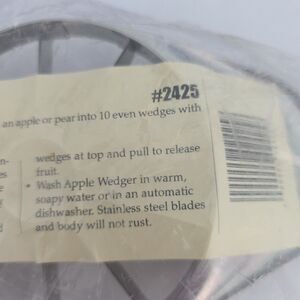 #2425
an apple or pear into 10 even wedges with
wedges at top and pull to release
fruit.
• Wash Apple Wedger in warm,
soapy water or in an automatic
dishwasher. Stainless steel blades
and body will not rust.